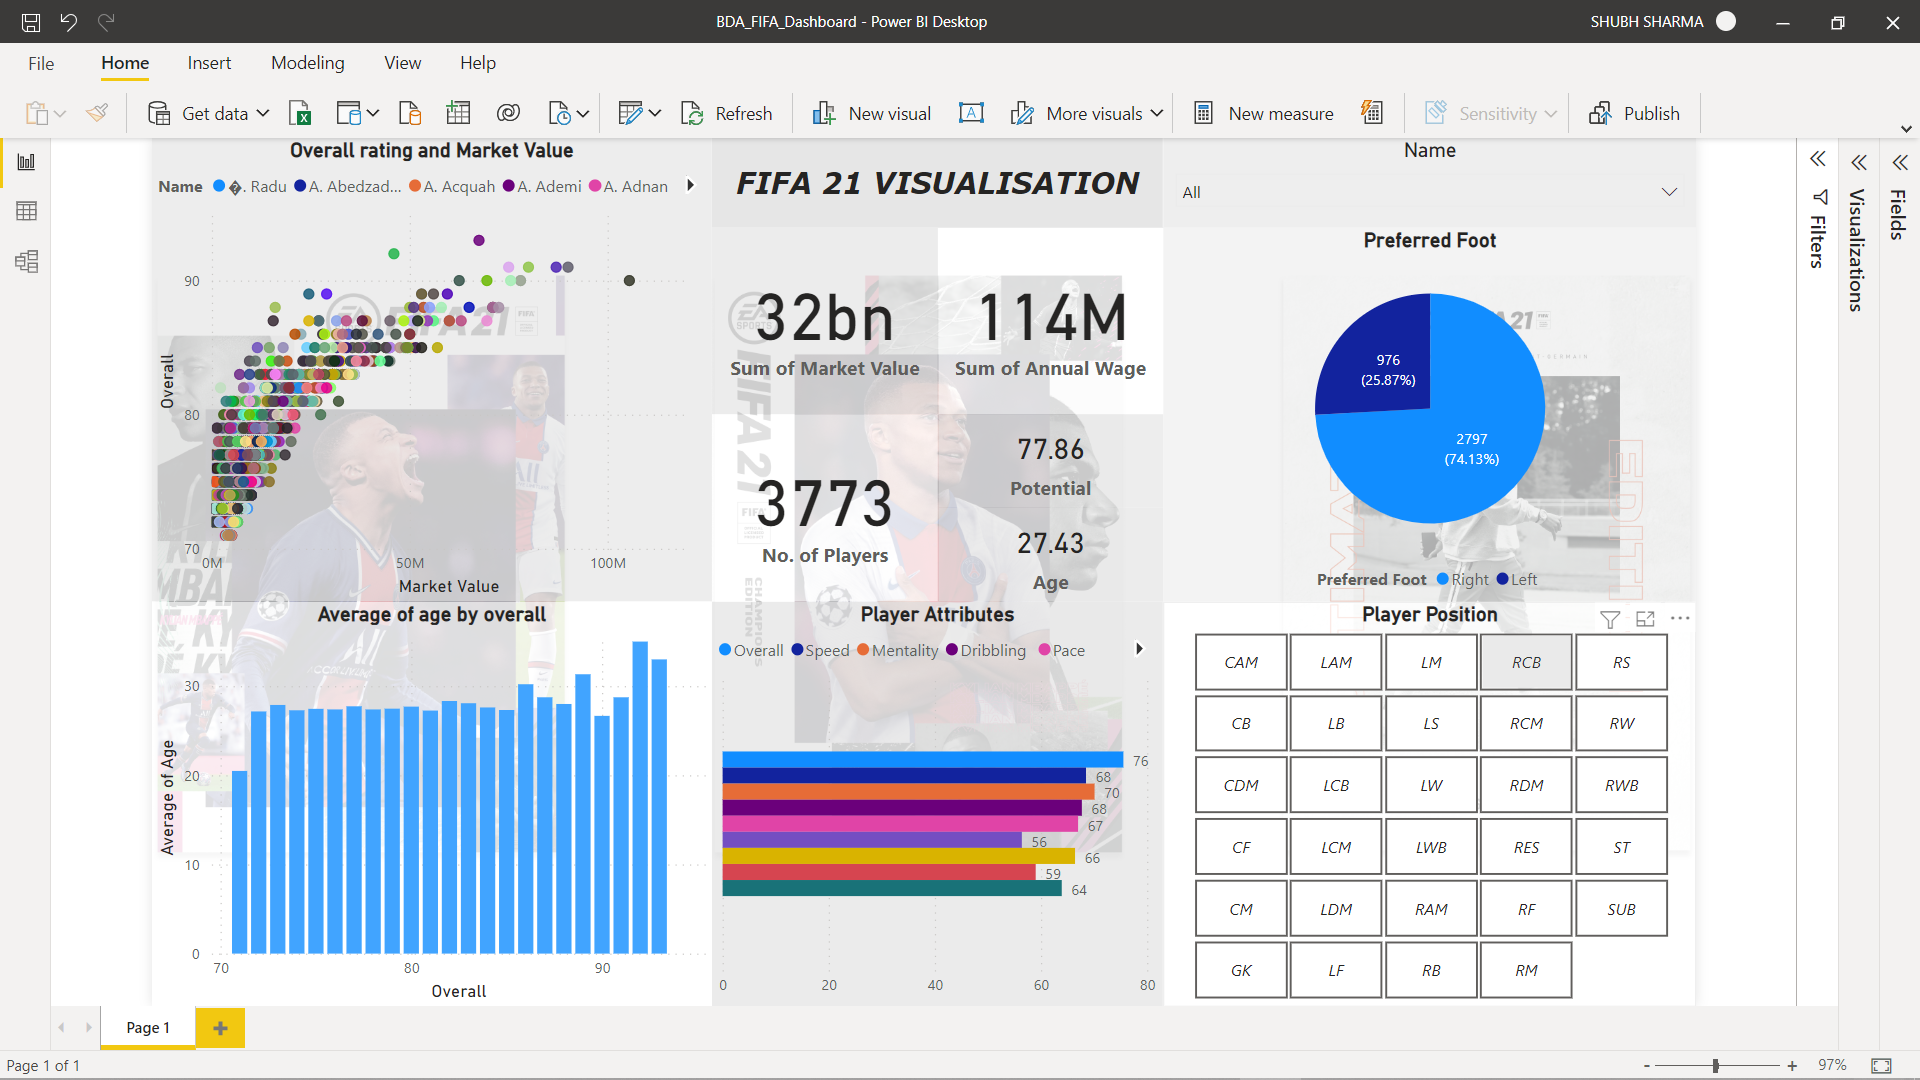 BDA_FIFA_Dashboard - Power BI Desktop
SHUBH SHARMA
File Home Insert Modeling View Help
Get data
Refresh
New visual
More visuals
New measure
Sensitivity
Publish
Overall rating and Market Value
Name �. Radu A. Abedzad... A. Acquah A. Ademi A. Adnan
Overall
90
80
70
0M 50M 100M
Market Value
FIFA 21 VISUALISATION
32bn
Sum of Market Value
114M
Sum of Annual Wage
3773
No. of Players
77.86
Potential
27.43
Age
Name
All
Preferred Foot
976
(25.87%)
2797
(74.13%)
Preferred Foot Right Left
Average of age by overall
Average of Age
30
20
10
0
70 80 90
Overall
Player Attributes
Overall Speed Mentality Dribbling Pace
76
68
70
68
67
56
66
59
64
0 20 40 60 80
Player Position
CAM LAM LM RCB RS
CB LB LS RCM RW
CDM LCB LW RDM RWB
CF LCM LWB RES ST
CM LDM RAM RF SUB
GK LF RB RM
Filters
Visualizations
Fields
FIFA 21
EA SPORTS
FIFA 21
CHAMPIONS
EDITION
Page 1
Page 1 of 1
- + 97%